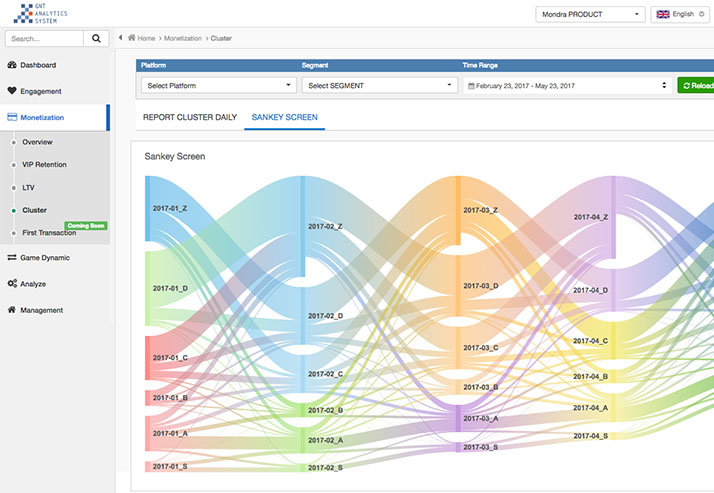 GNT
ANALYTICS
SYSTEM
Mondra PRODUCT
English
Search...
Home > Monetization > Cluster
Dashboard
Engagement
Monetization
Overview
VIP Retention
LTV
Cluster
Coming Soon
First Transaction
Game Dynamic
Analyze
Management
Platform Segment Time Range
Select Platform Select SEGMENT February 23, 2017 - May 23, 2017 Reload
REPORT CLUSTER DAILY SANKEY SCREEN
Sankey Screen
2017-01_Z
2017-01_D
2017-01_C
2017-01_B
2017-01_A
2017-01_S
2017-02_Z
2017-02_D
2017-02_C
2017-02_B
2017-02_A
2017-02_S
2017-03_Z
2017-03_D
2017-03_C
2017-03_B
2017-03_A
2017-03_S
2017-04_Z
2017-04_D
2017-04_C
2017-04_B
2017-04_A
2017-04_S